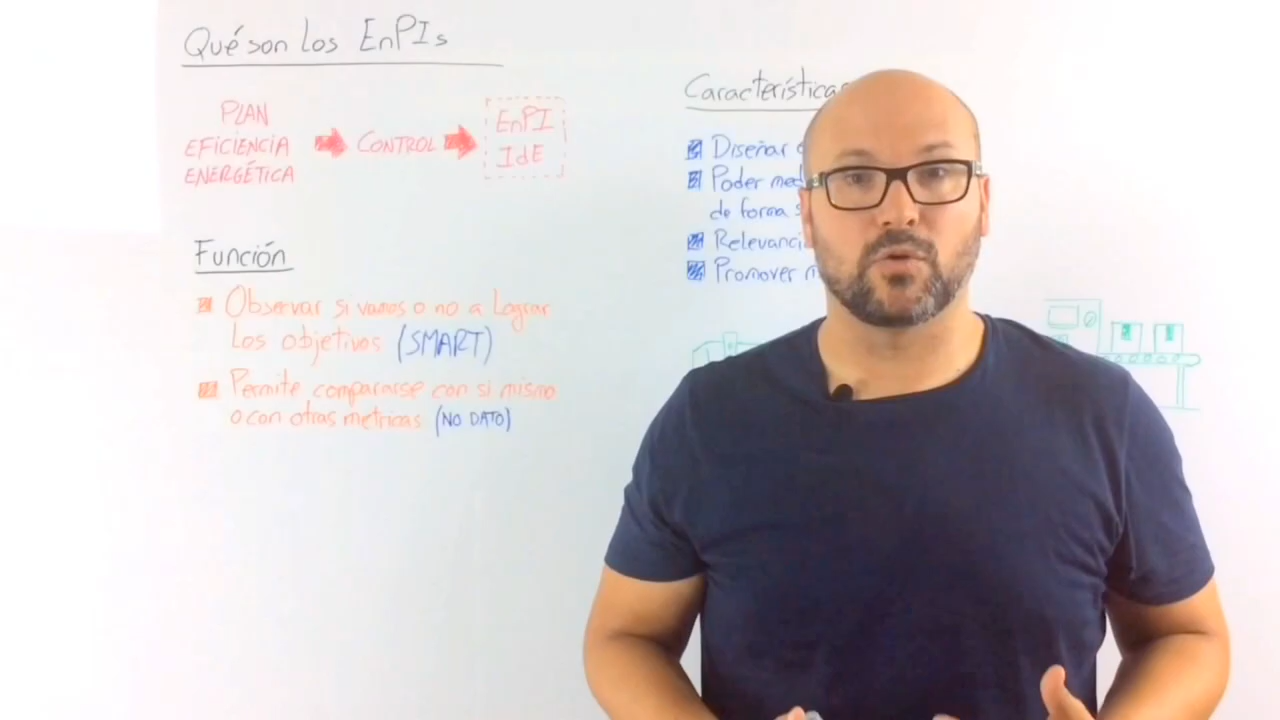 Qué son los EnPIs
PLAN
EFICIENCIA
ENERGÉTICA
CONTROL
EnPI
IdE
Función
Observar si vamos o no a lograr
los objetivos (SMART)
Permite compararse con si mismo
o con otras metricas (NO DATO)
Características
Diseñar
Poder med
de forma s
Relevanci
Promover m